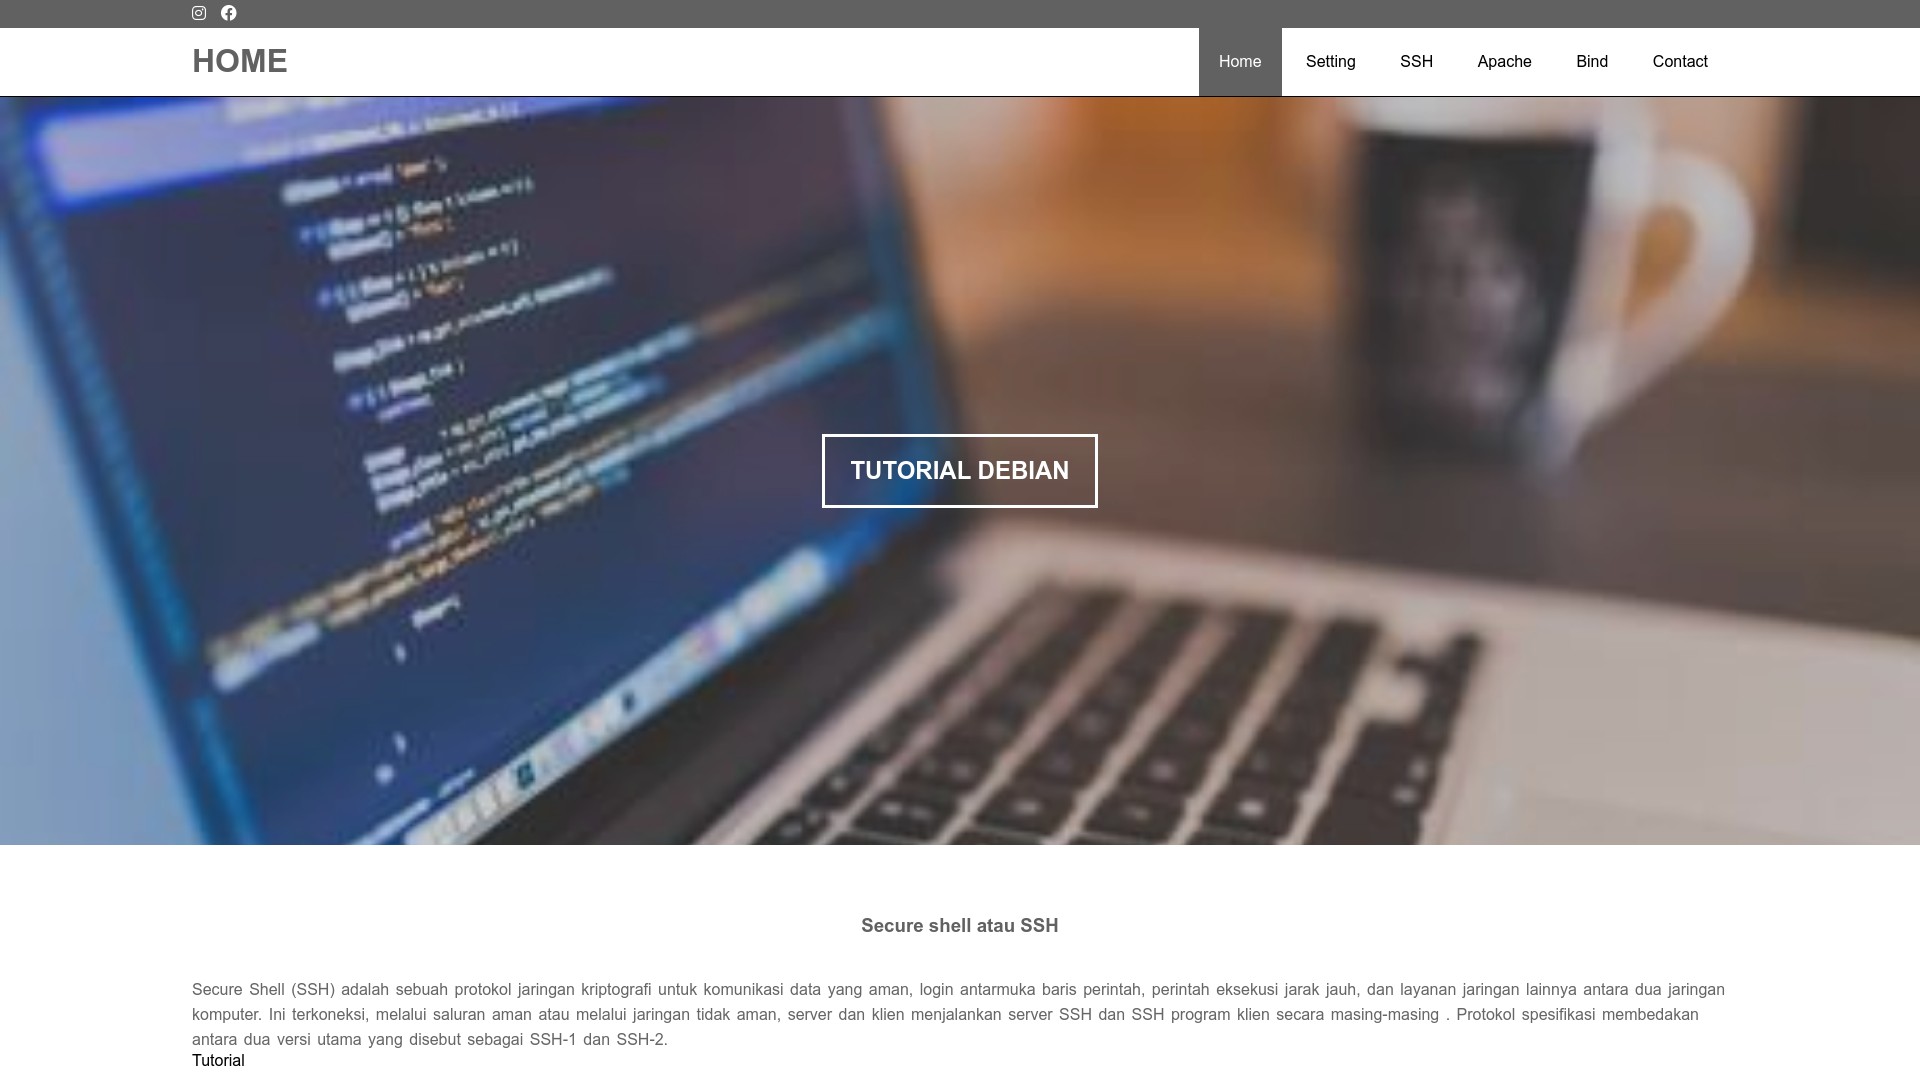 HOME
Home Setting SSH Apache Bind Contact
TUTORIAL DEBIAN
Secure shell atau SSH
Secure Shell (SSH) adalah sebuah protokol jaringan kriptografi untuk komunikasi data yang aman, login antarmuka baris perintah, perintah eksekusi jarak jauh, dan layanan jaringan lainnya antara dua jaringan
komputer. Ini terkoneksi, melalui saluran aman atau melalui jaringan tidak aman, server dan klien menjalankan server SSH dan SSH program klien secara masing-masing . Protokol spesifikasi membedakan
antara dua versi utama yang disebut sebagai SSH-1 dan SSH-2.
Tutorial